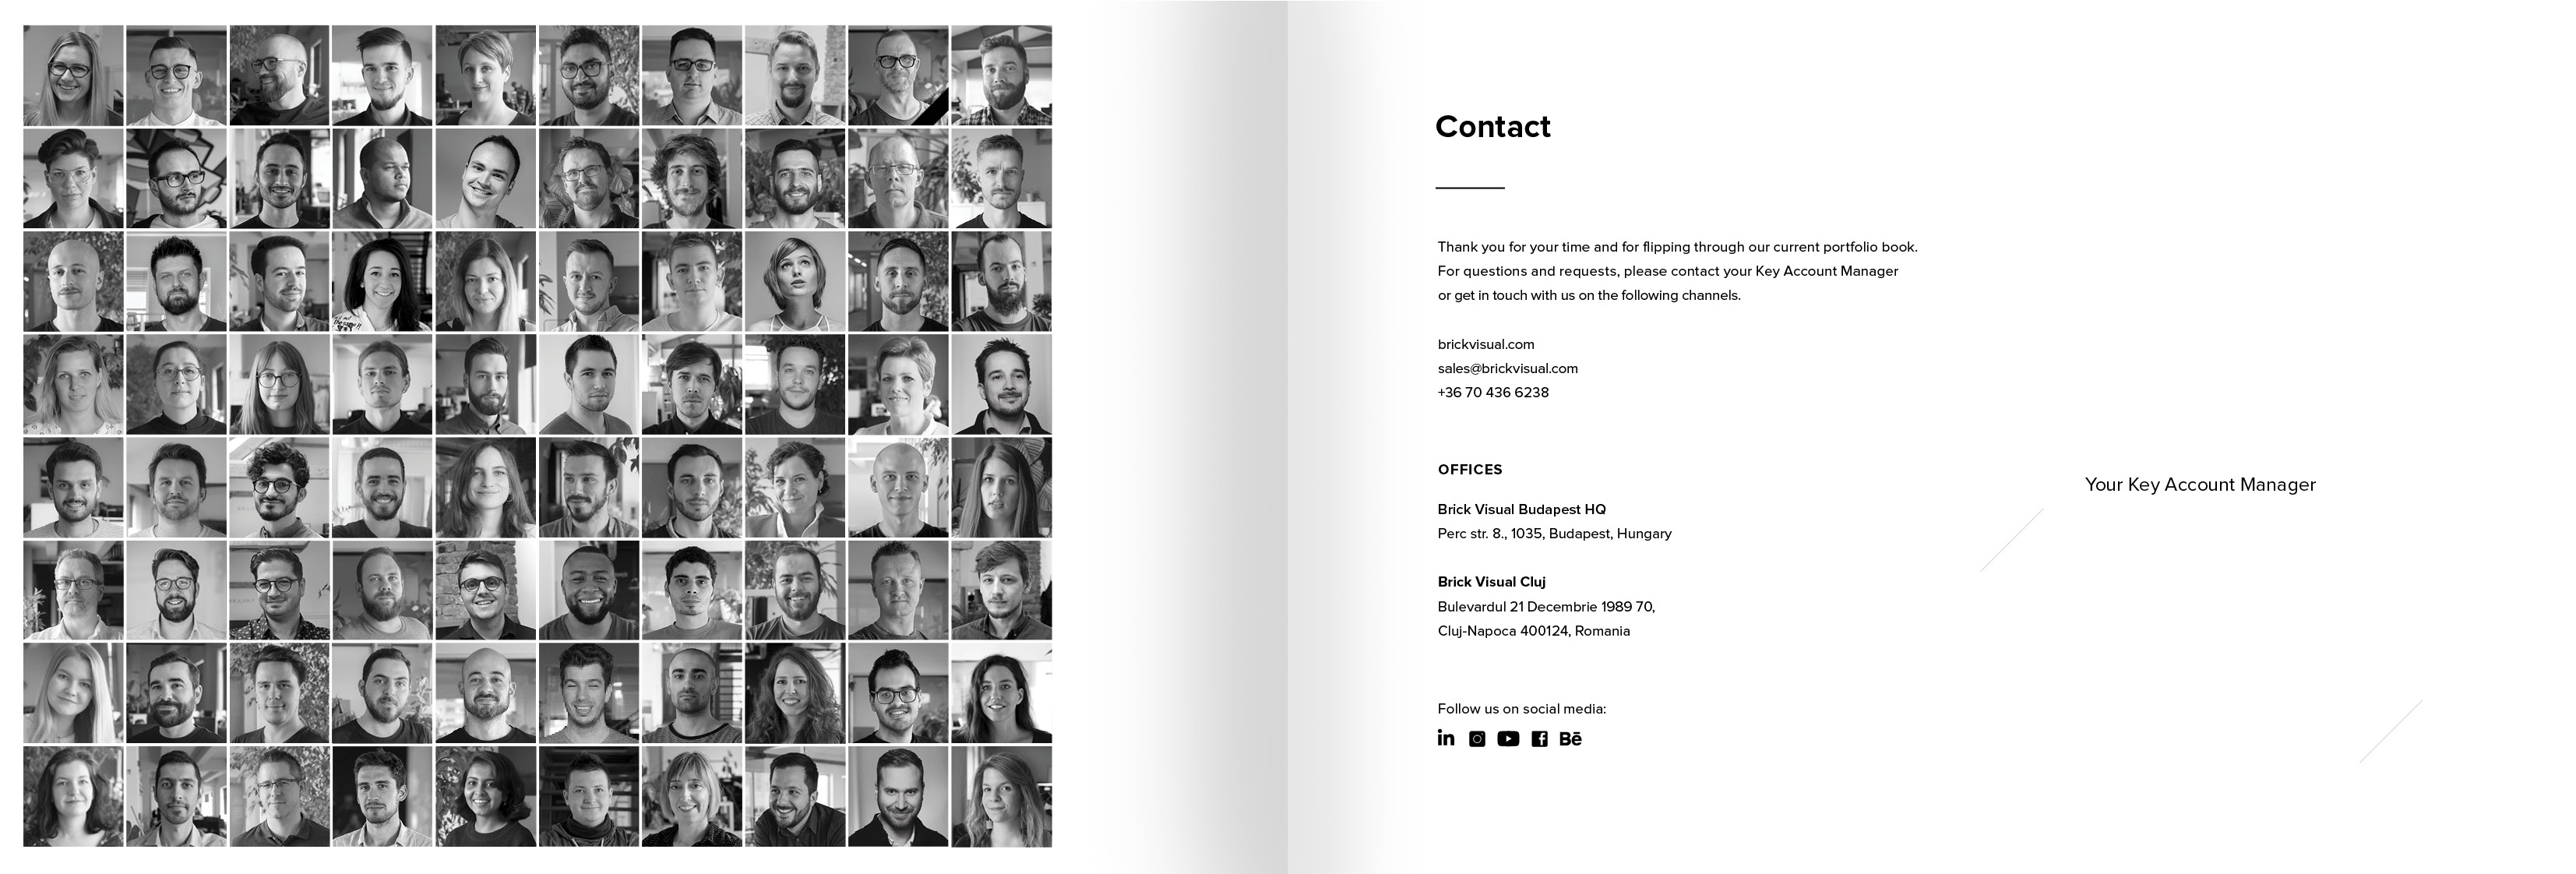 Contact
Thank you for your time and for flipping through our current portfolio book.
For questions and requests, please contact your Key Account Manager
or get in touch with us on the following channels.
brickvisual.com
sales@brickvisual.com
+36 70 436 6238
OFFICES
Brick Visual Budapest HQ
Perc str. 8., 1035, Budapest, Hungary
Brick Visual Cluj
Bulevardul 21 Decembrie 1989 70,
Cluj-Napoca 400124, Romania
Follow us on social media:
in Bē
Your Key Account Manager